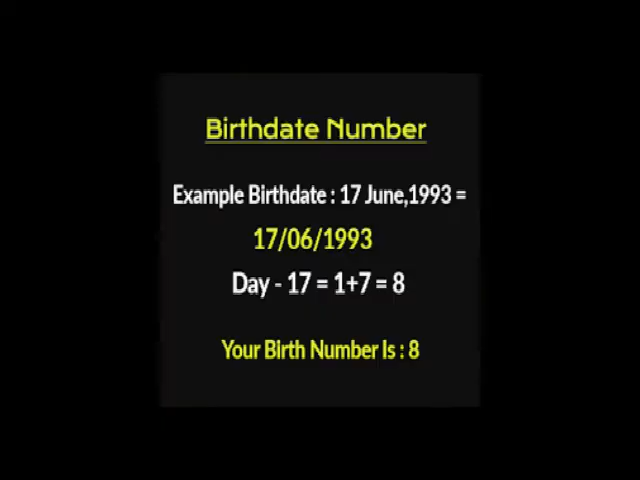 Birthdate Number
Example Birthdate : 17 June,1993 =
17/06/1993
Day - 17 = 1+7 = 8
Your Birth Number Is : 8